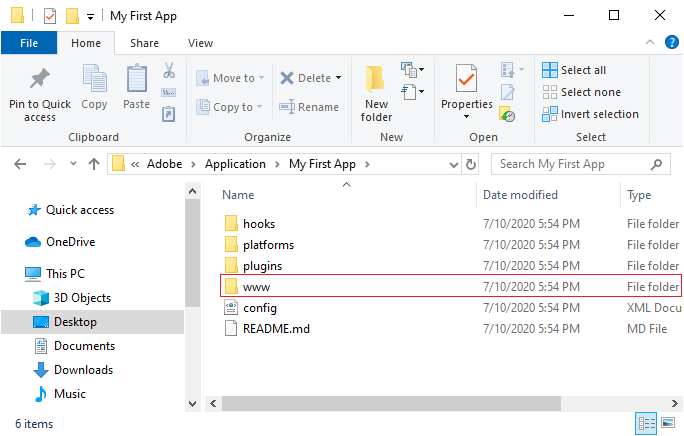 My First App
File Home Share View
Pin to Quick access
Copy
Paste
Clipboard
Move to
Copy to
Delete
Rename
Organize
New folder
New
Properties
Open
Select all
Select none
Invert selection
Select
« Adobe › Application › My First App ›
Search My First App
Quick access
OneDrive
This PC
3D Objects
Desktop
Documents
Downloads
Music
Name Date modified Type
hooks 7/10/2020 5:54 PM File folder
platforms 7/10/2020 5:54 PM File folder
plugins 7/10/2020 5:54 PM File folder
www 7/10/2020 5:54 PM File folder
config 7/10/2020 5:54 PM XML Docu
README.md 7/10/2020 5:54 PM MD File
6 items